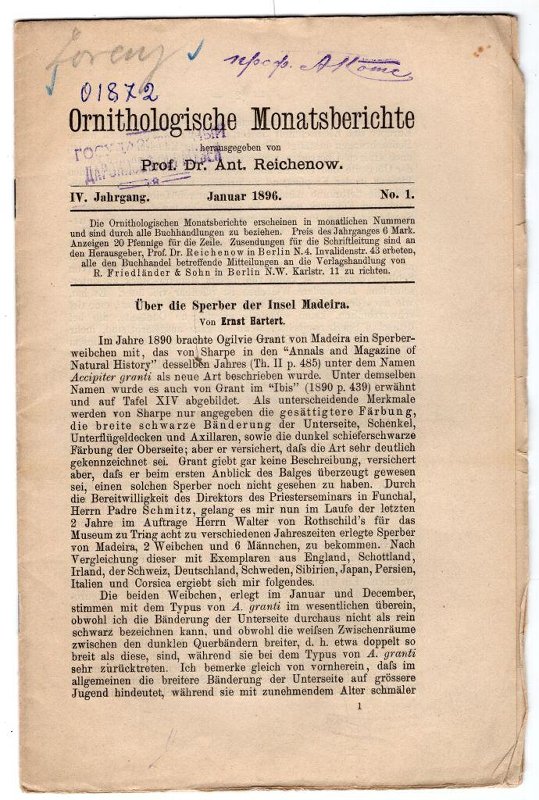 01872
проф.
Ornithologische Monatsberichte
herausgegeben von
Prof. Dr. Ant. Reichenow.
IV. Jahrgang. Januar 1896. No. 1.
Die Ornithologischen Monatsberichte erscheinen in monatlichen Nummern
und sind durch alle Buchhandlungen zu beziehen. Preis des Jahrganges 6 Mark.
Anzeigen 20 Pfennige für die Zeile. Zusendungen für die Schriftleitung sind an
den Herausgeber, Prof. Dr. Reichenow in Berlin N.4. Invalidenstr. 43 erbeten,
alle den Buchhandel betreffende Mitteilungen an die Verlagshandlung von
R. Friedländer & Sohn in Berlin N.W. Karlstr. 11 zu richten.
Über die Sperber der Insel Madeira.
Von Ernst Hartert.
Im Jahre 1890 brachte Ogilvie Grant von Madeira ein Sperber-
weibchen mit, das von Sharpe in den "Annals and Magazine of
Natural History" desselben Jahres (Th. II p. 485) unter dem Namen
Accipiter granti als neue Art beschrieben wurde. Unter demselben
Namen wurde es auch von Grant im "Ibis" (1890 p. 439) erwähnt
und auf Tafel XIV abgebildet. Als unterscheidende Merkmale
werden von Sharpe nur angegeben die gesättigtere Färbung,
die breite schwarze Bänderung der Unterseite, Schenkel,
Unterflügeldecken und Axillaren, sowie die dunkel schieferschwarze
Färbung der Oberseite; aber er versichert, daſs die Art sehr deutlich
gekennzeichnet sei. Grant giebt gar keine Beschreibung, versichert
aber, daſs er beim ersten Anblick des Balges überzeugt gewesen
sei, einen solchen Sperber noch nicht gesehen zu haben. Durch
die Bereitwilligkeit des Direktors des Priesterseminars in Funchal,
Herrn Padre Schmitz, gelang es mir nun im Laufe der letzten
2 Jahre im Auftrage Herrn Walter von Rothschild's für das
Museum zu Tring acht zu verschiedenen Jahreszeiten erlegte Sperber
von Madeira, 2 Weibchen und 6 Männchen, zu bekommen. Nach
Vergleichung dieser mit Exemplaren aus England, Schottland,
Irland, der Schweiz, Deutschland, Schweden, Sibirien, Japan, Persien,
Italien und Corsica ergiebt sich mir folgendes.
Die beiden Weibchen, erlegt im Januar und December,
stimmen mit dem Typus von A. granti im wesentlichen überein,
obwohl ich die Bänderung der Unterseite durchaus nicht als rein
schwarz bezeichnen kann, und obwohl die weiſsen Zwischenräume
zwischen den dunklen Querbändern breiter, d. h. etwa doppelt so
breit als diese, sind, während sie bei dem Typus von A. granti
sehr zurücktreten. Ich bemerke gleich von vornherein, daſs im
allgemeinen die breitere Bänderung der Unterseite auf grössere
Jugend hindeutet, während sie mit zunehmendem Alter schmäler
1